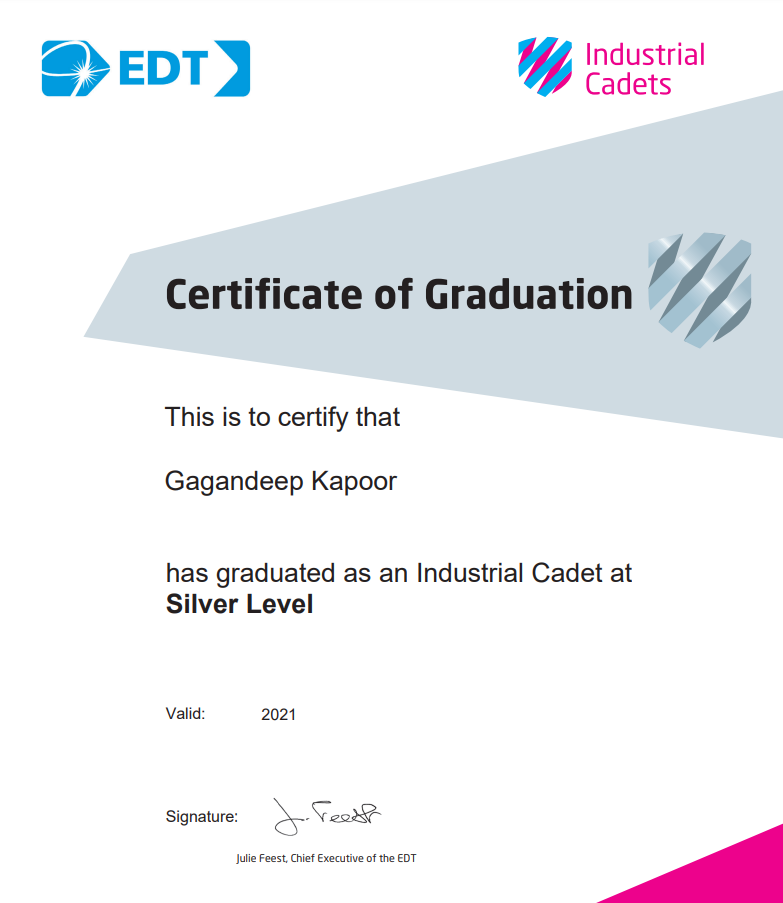 EDT
Industrial
Cadets
Certificate of Graduation
This is to certify that
Gagandeep Kapoor
has graduated as an Industrial Cadet at
Silver Level
Valid: 2021
Signature: J. Feest
Julie Feest, Chief Executive of the EDT